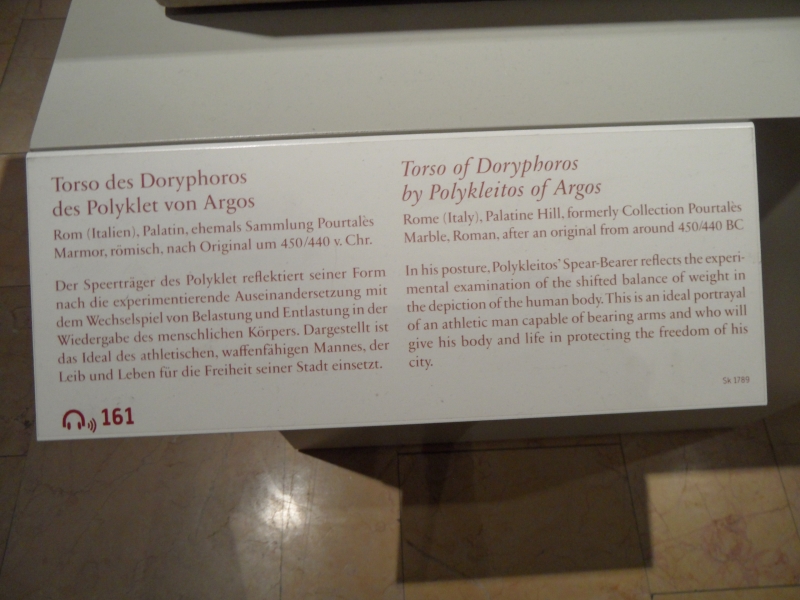 Torso des Doryphoros
des Polyklet von Argos
Rom (Italien), Palatin, ehemals Sammlung Pourtalès
Marmor, römisch, nach Original um 450/440 v. Chr.
Der Speerträger des Polyklet reflektiert seiner Form
nach die experimentierende Auseinandersetzung mit
dem Wechselspiel von Belastung und Entlastung in der
Wiedergabe des menschlichen Körpers. Dargestellt ist
das Ideal des athletischen, waffenfähigen Mannes, der
Leib und Leben für die Freiheit seiner Stadt einsetzt.
161
Torso of Doryphoros
by Polykleitos of Argos
Rome (Italy), Palatine Hill, formerly Collection Pourtalès
Marble, Roman, after an original from around 450/440 BC
In his posture, Polykleitos' Spear-Bearer reflects the experi-
mental examination of the shifted balance of weight in
the depiction of the human body. This is an ideal portrayal
of an athletic man capable of bearing arms and who will
give his body and life in protecting the freedom of his
city.
Sk 1789